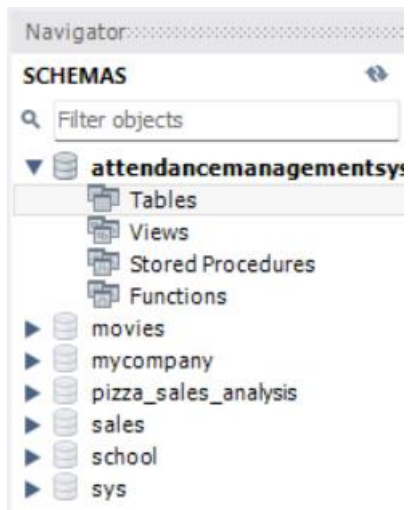 Navigator
SCHEMAS
Filter objects
attendancemanagementsys
Tables
Views
Stored Procedures
Functions
movies
mycompany
pizza_sales_analysis
sales
school
sys